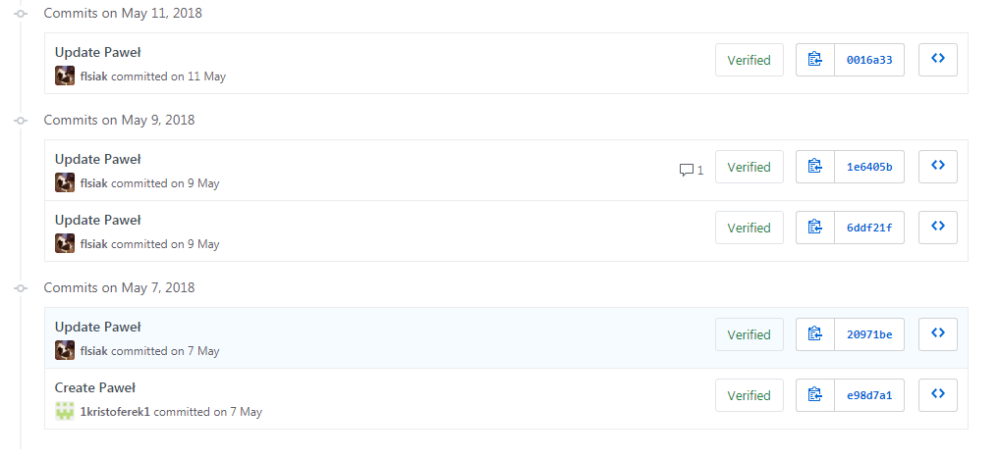 Commits on May 11, 2018
Update Paweł
flsiak committed on 11 May
Verified
0016a33
Commits on May 9, 2018
Update Paweł
flsiak committed on 9 May
1
Verified
1e6405b
Update Paweł
flsiak committed on 9 May
Verified
6ddf21f
Commits on May 7, 2018
Update Paweł
flsiak committed on 7 May
Verified
20971be
Create Paweł
1kristoferek1 committed on 7 May
Verified
e98d7a1